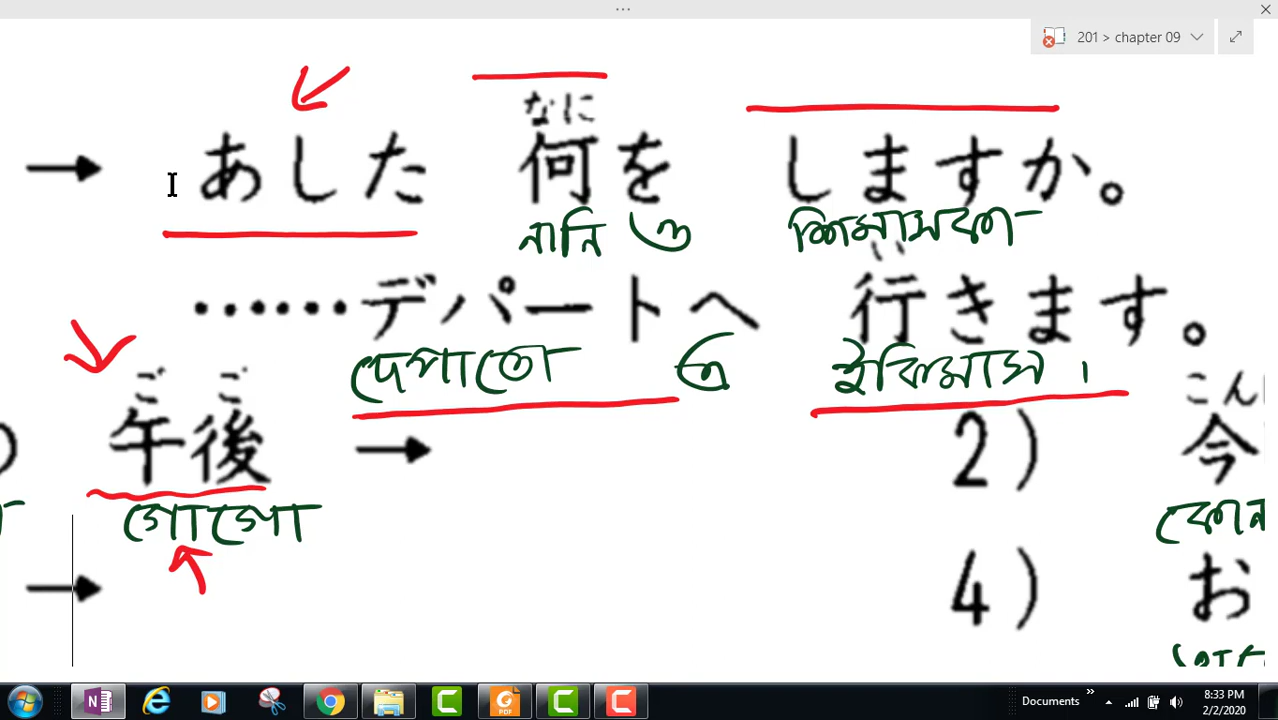 201 > chapter 09
なに
→ あした 何を しますか。
নানি ও শিমাসকা
い
……デパートへ 行きます。
দেপাতো এ ইকিমাস ।
ご ご こん
午後 → 2) 今
গোগো কোন
→ 4) お
Documents
8:33 PM
2/2/2020